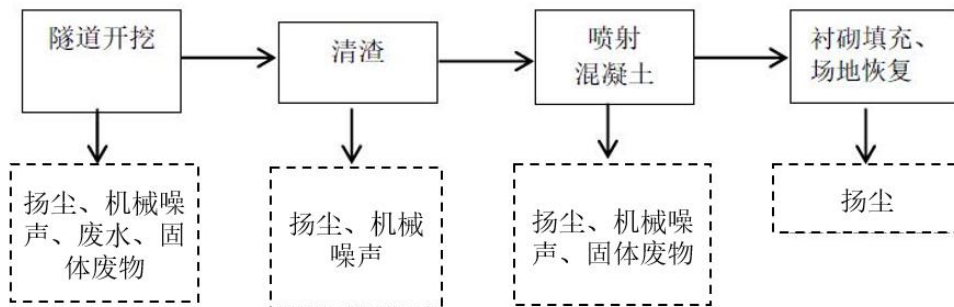 隧道开挖
清渣
喷射
混凝土
衬砌填充、
场地恢复
扬尘、机械噪
声、废水、固
体废物
扬尘、机械
噪声
扬尘、机械噪
声、固体废物
扬尘